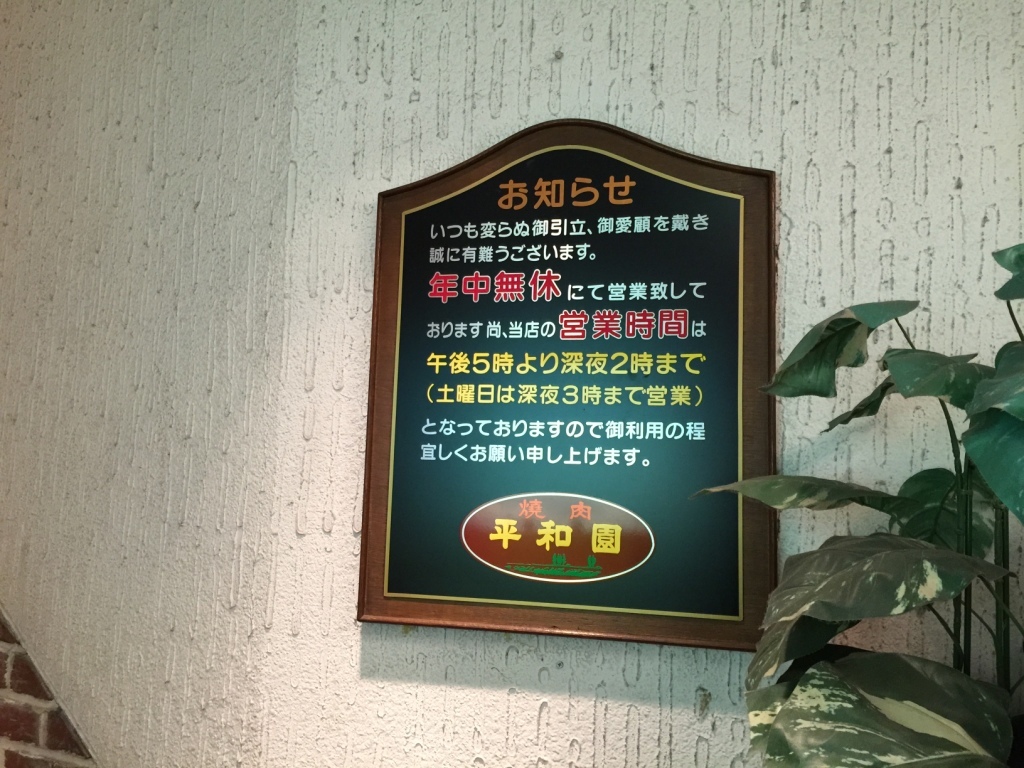 お知らせ
いつも変らぬ御引立、御愛顧を戴き
誠に有難うございます。
年中無休にて営業致して
おります尚、当店の営業時間は
午後5時より深夜2時まで
（土曜日は深夜3時まで営業）
となっておりますので御利用の程
宜しくお願い申し上げます。
焼肉
平和園